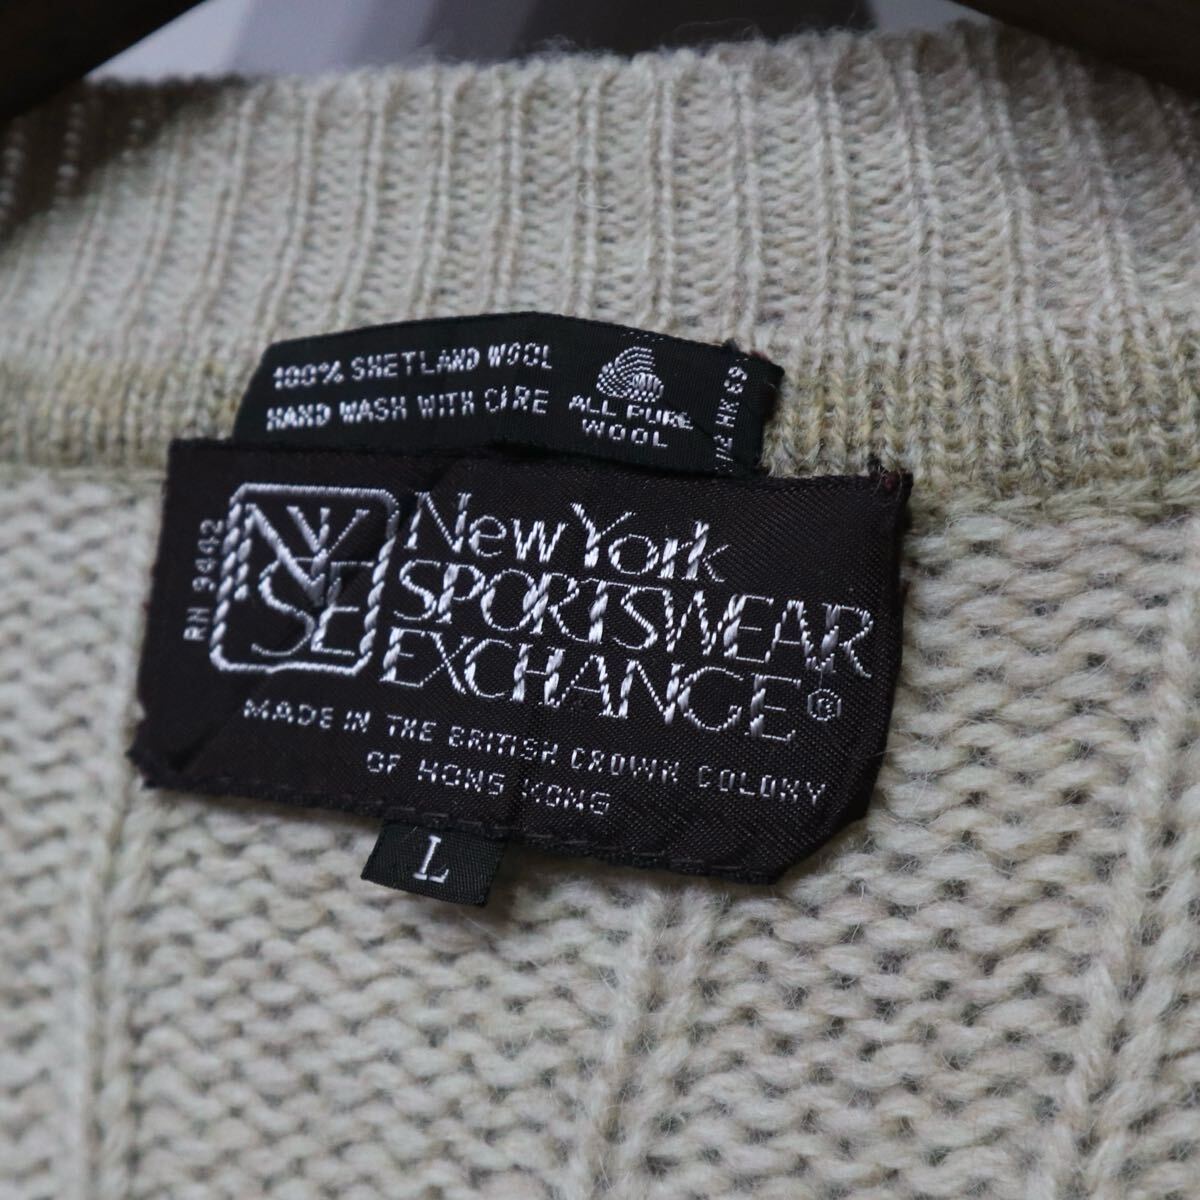 100% SHETLAND WOOL
HAND WASH WITH CARE
ALL PURE
WOOL
RN 9442
NYSE
New York
SPORTSWEAR
EXCHANGE®
MADE IN THE BRITISH CROWN COLONY
OF HONG KONG
L